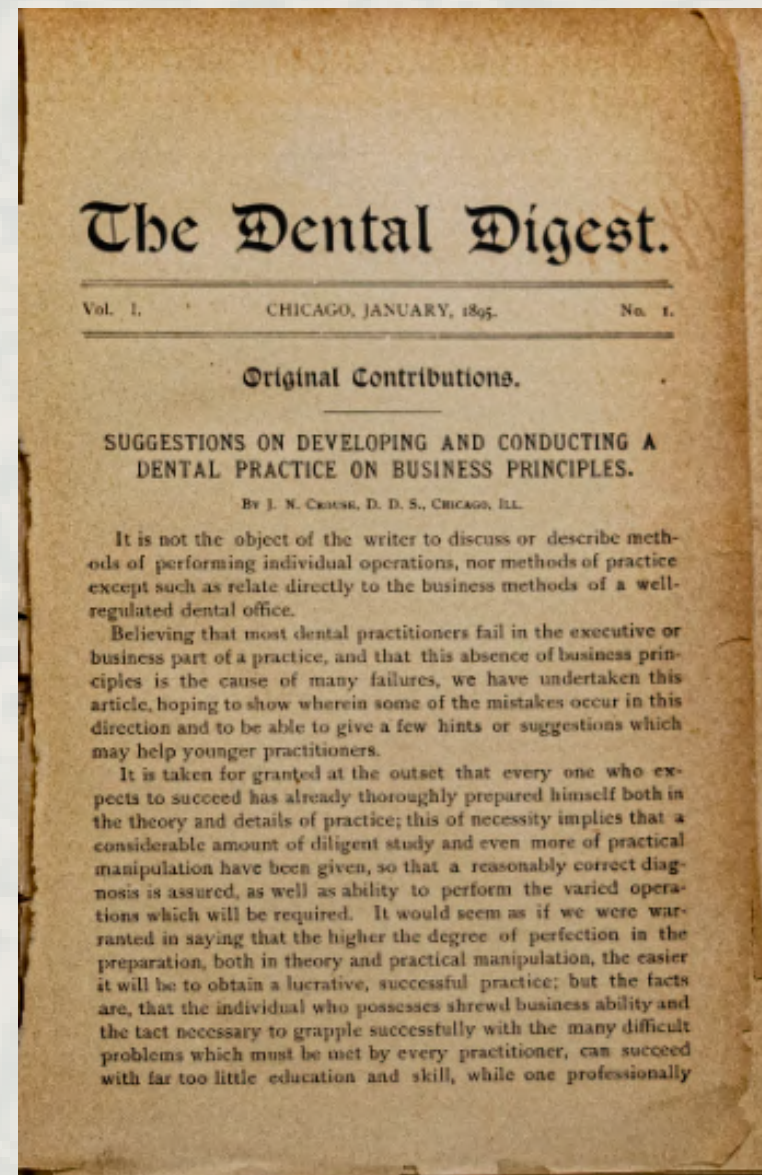 The Dental Digest.
Vol. I. CHICAGO, JANUARY, 1895. No. 1.
Original Contributions.
SUGGESTIONS ON DEVELOPING AND CONDUCTING A
DENTAL PRACTICE ON BUSINESS PRINCIPLES.
BY J. N. CROUSE, D. D. S., CHICAGO, ILL.
It is not the object of the writer to discuss or describe meth-
ods of performing individual operations, nor methods of practice
except such as relate directly to the business methods of a well-
regulated dental office.
Believing that most dental practitioners fail in the executive or
business part of a practice, and that this absence of business prin-
ciples is the cause of many failures, we have undertaken this
article, hoping to show wherein some of the mistakes occur in this
direction and to be able to give a few hints or suggestions which
may help younger practitioners.
It is taken for granted at the outset that every one who ex-
pects to succeed has already thoroughly prepared himself both in
the theory and details of practice; this of necessity implies that a
considerable amount of diligent study and even more of practical
manipulation have been given, so that a reasonably correct diag-
nosis is assured, as well as ability to perform the varied opera-
tions which will be required. It would seem as if we were war-
ranted in saying that the higher the degree of perfection in the
preparation, both in theory and practical manipulation, the easier
it will be to obtain a lucrative, successful practice; but the facts
are, that the individual who possesses shrewd business ability and
the tact necessary to grapple successfully with the many difficult
problems which must be met by every practitioner, can succeed
with far too little education and skill, while one professionally